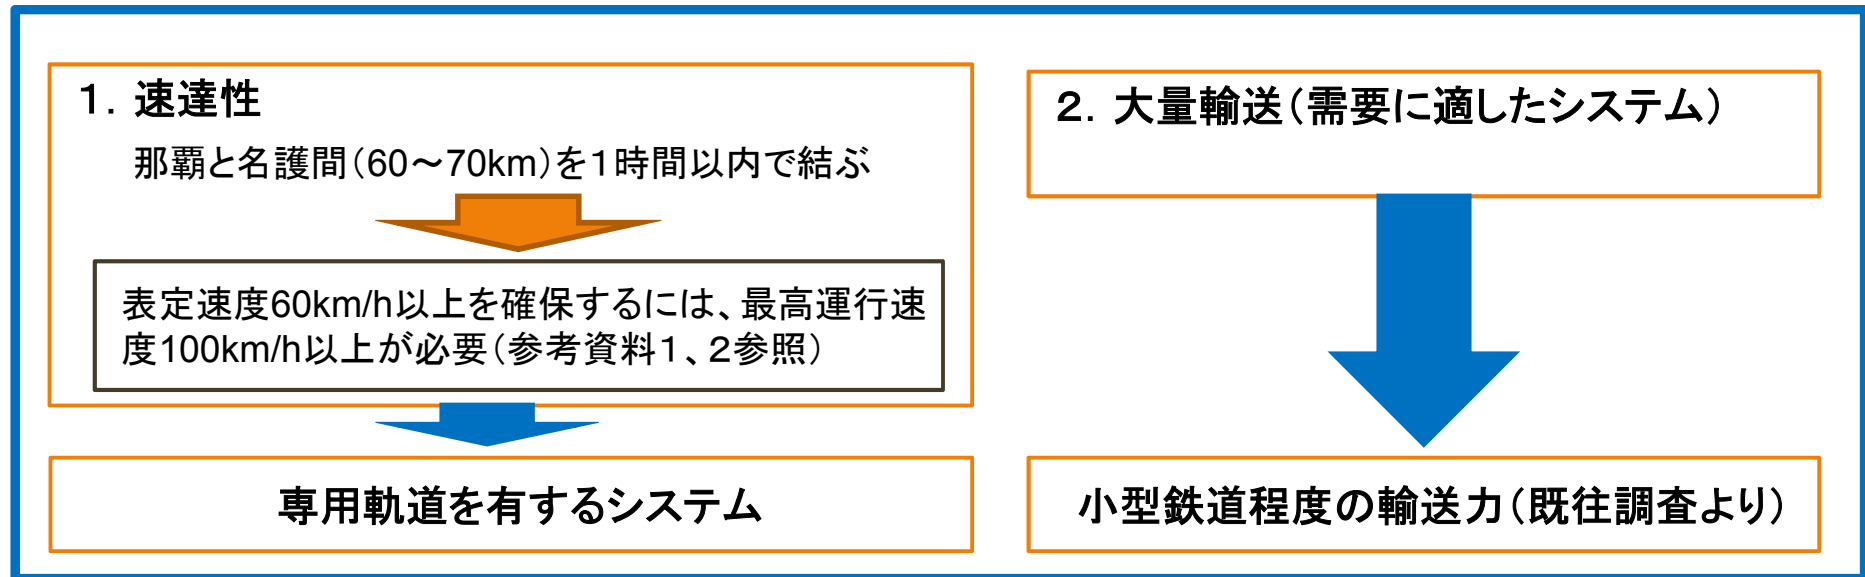 １．速達性
那覇と名護間（60～70km）を１時間以内で結ぶ
表定速度60km/h以上を確保するには、最高運行速
度100km/h以上が必要（参考資料１、２参照）
専用軌道を有するシステム
２．大量輸送（需要に適したシステム）
小型鉄道程度の輸送力（既往調査より）